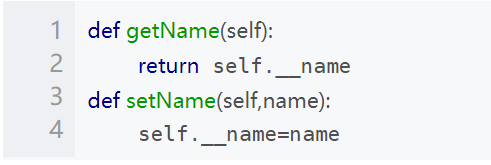 1 def getName(self):
2     return self.__name
3 def setName(self,name):
4     self.__name=name